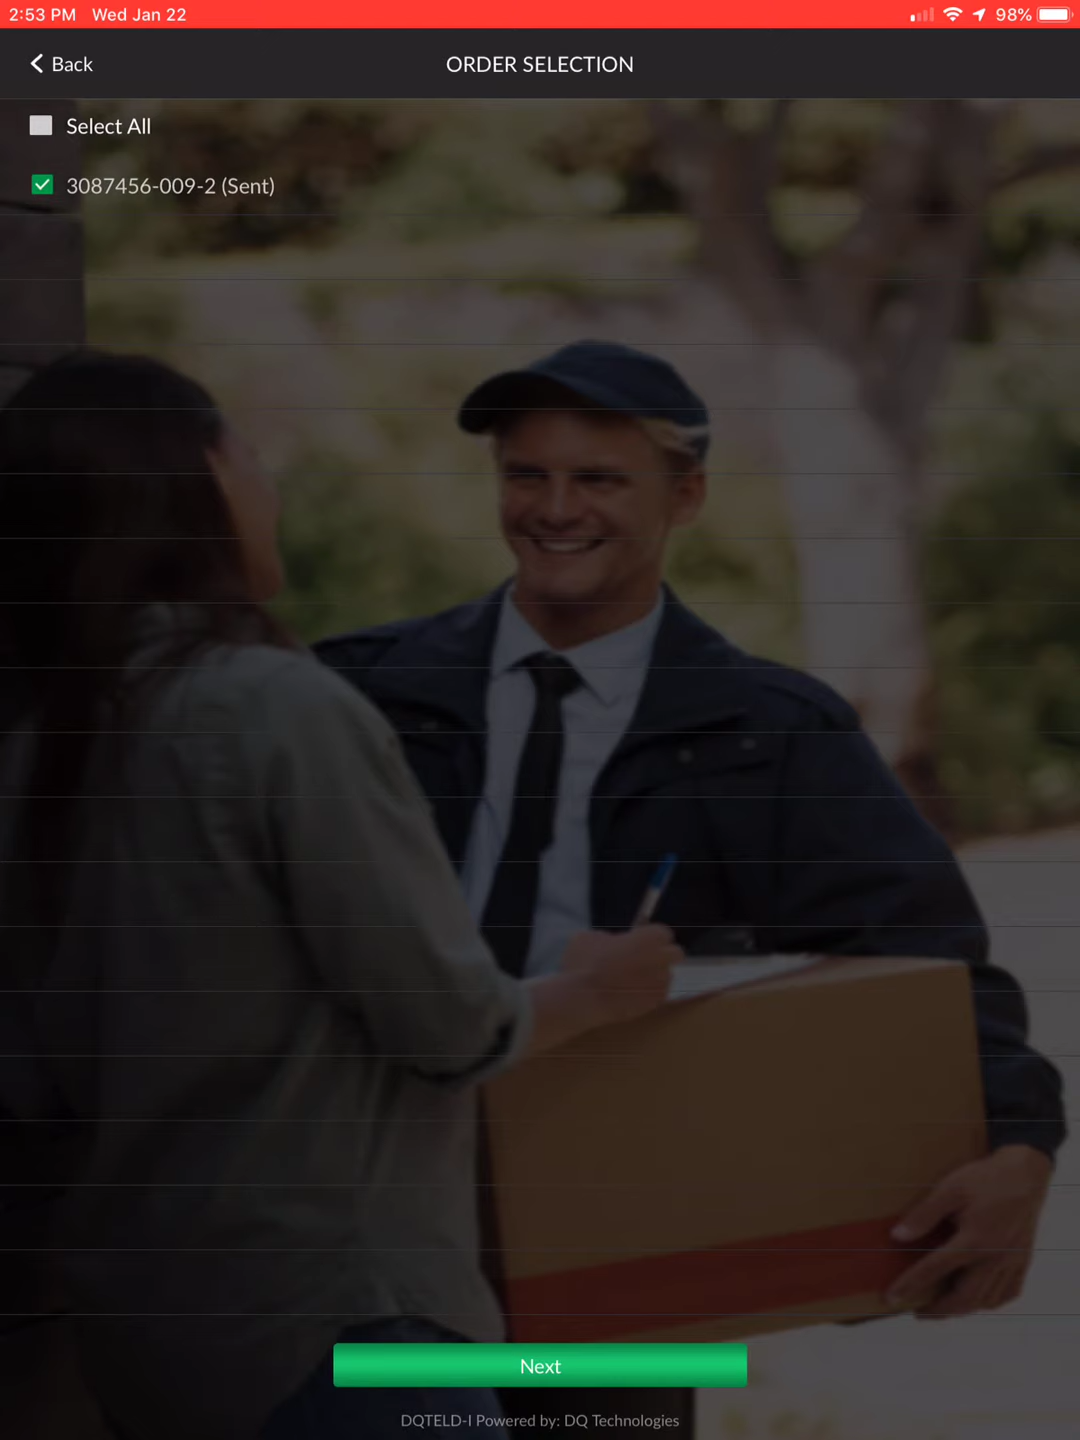 2:53 PM Wed Jan 22 98%
Back ORDER SELECTION
Select All
3087456-009-2 (Sent)
Next
DQTELD-I Powered by: DQ Technologies